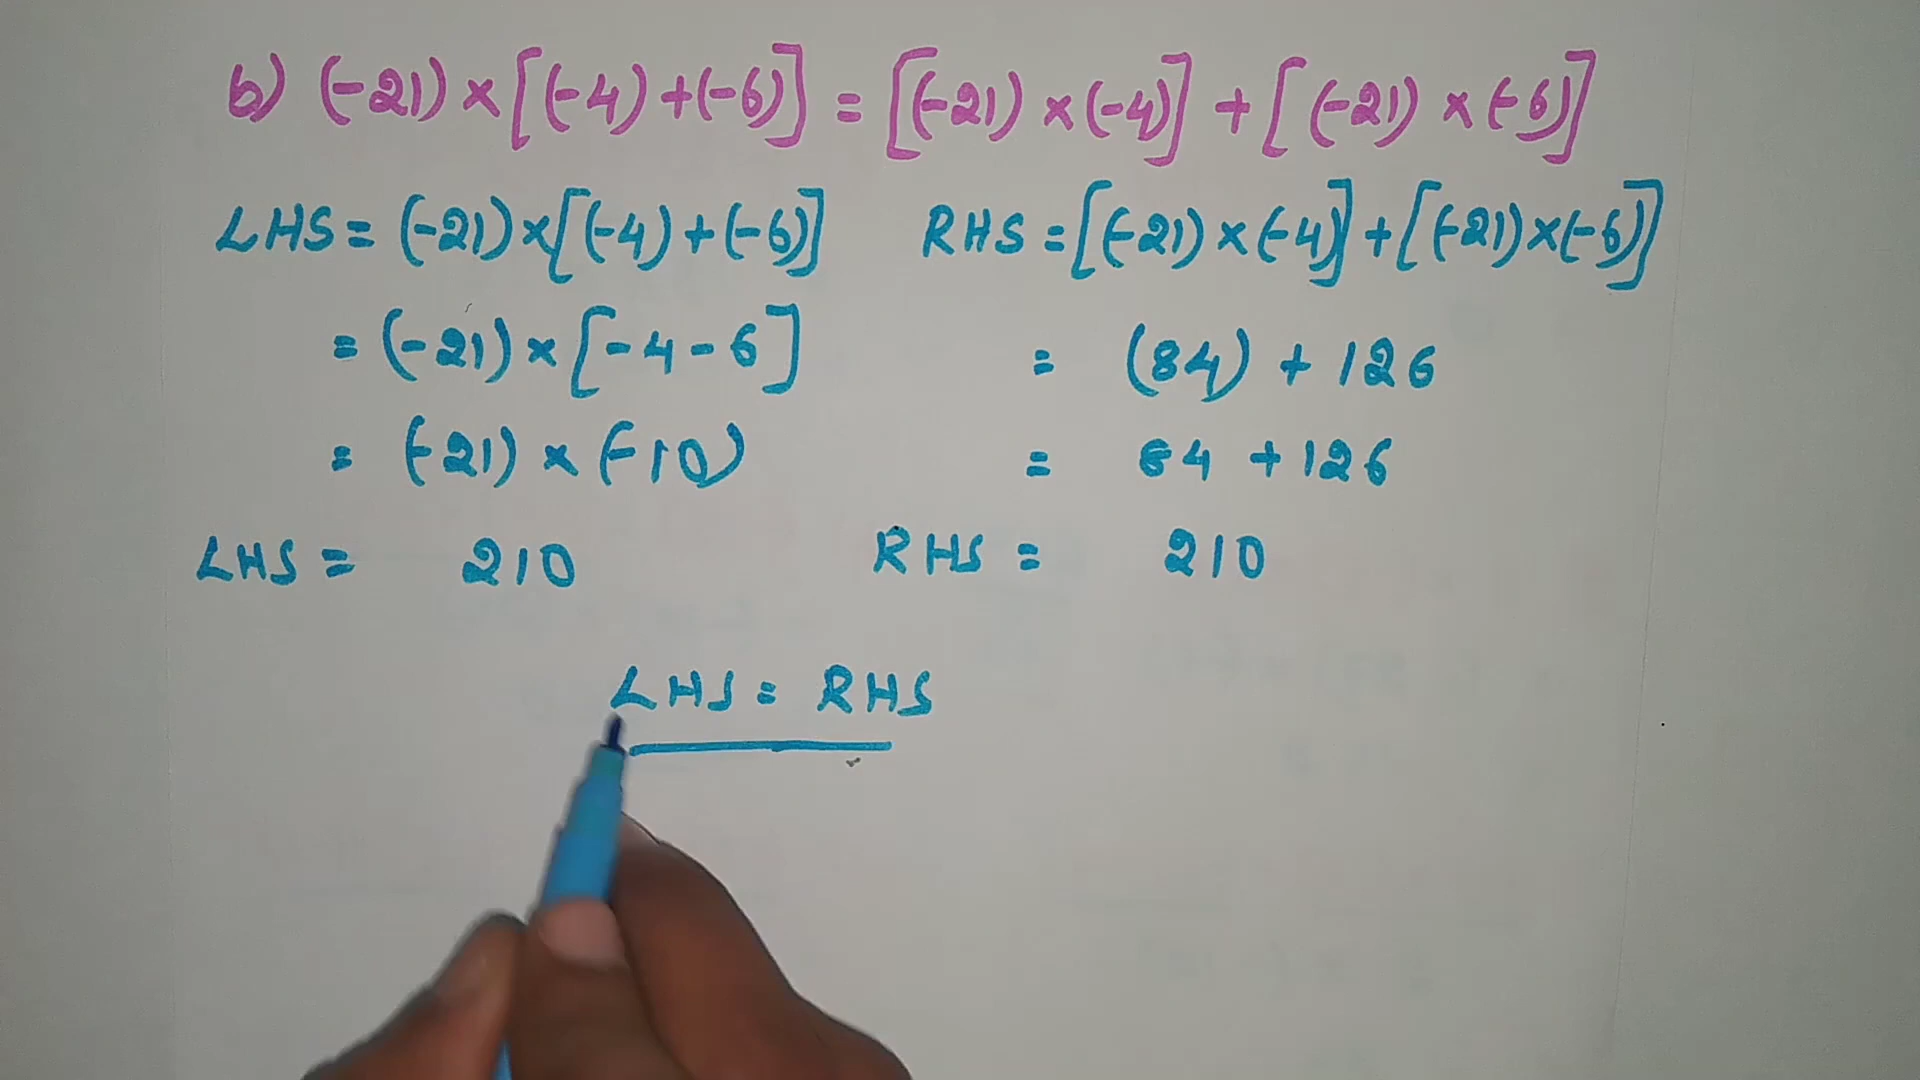 b) (-21) × [(-4) + (-6)] = [(-21) × (-4)] + [(-21) × (-6)]
LHS = (-21) × [(-4) + (-6)]
= (-21) × [-4 - 6]
= (-21) × (-10)
LHS = 210
RHS = [(-21) × (-4)] + [(-21) × (-6)]
= (84) + 126
= 84 + 126
RHS = 210
LHS = RHS